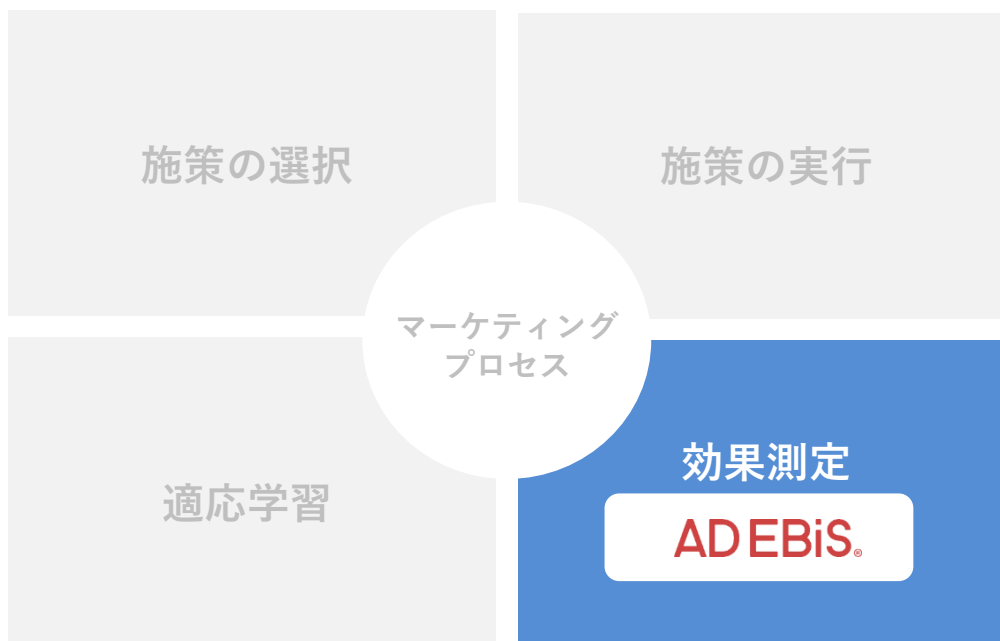 施策の選択
施策の実行
マーケティング
プロセス
適応学習
効果測定
AD EBiS®